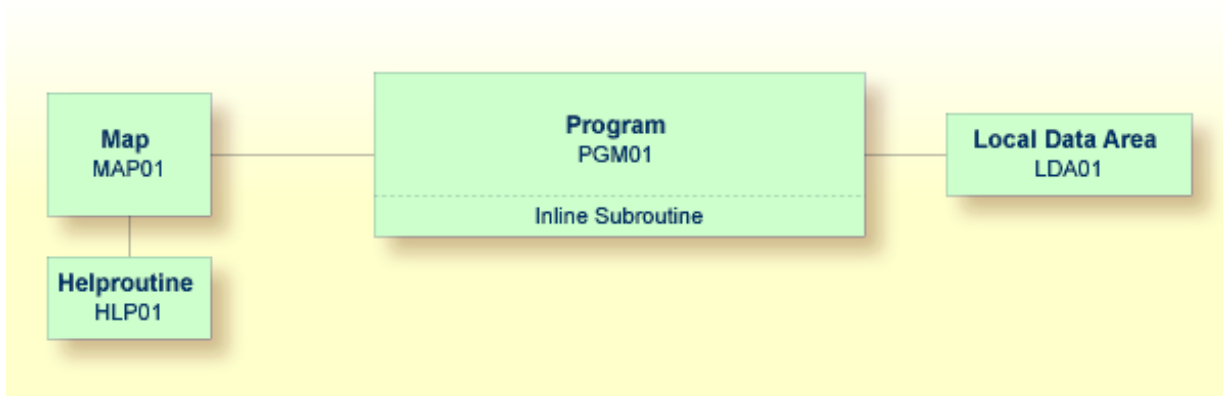 Map
MAP01
Program
PGM01
Inline Subroutine
Local Data Area
LDA01
Helproutine
HLP01